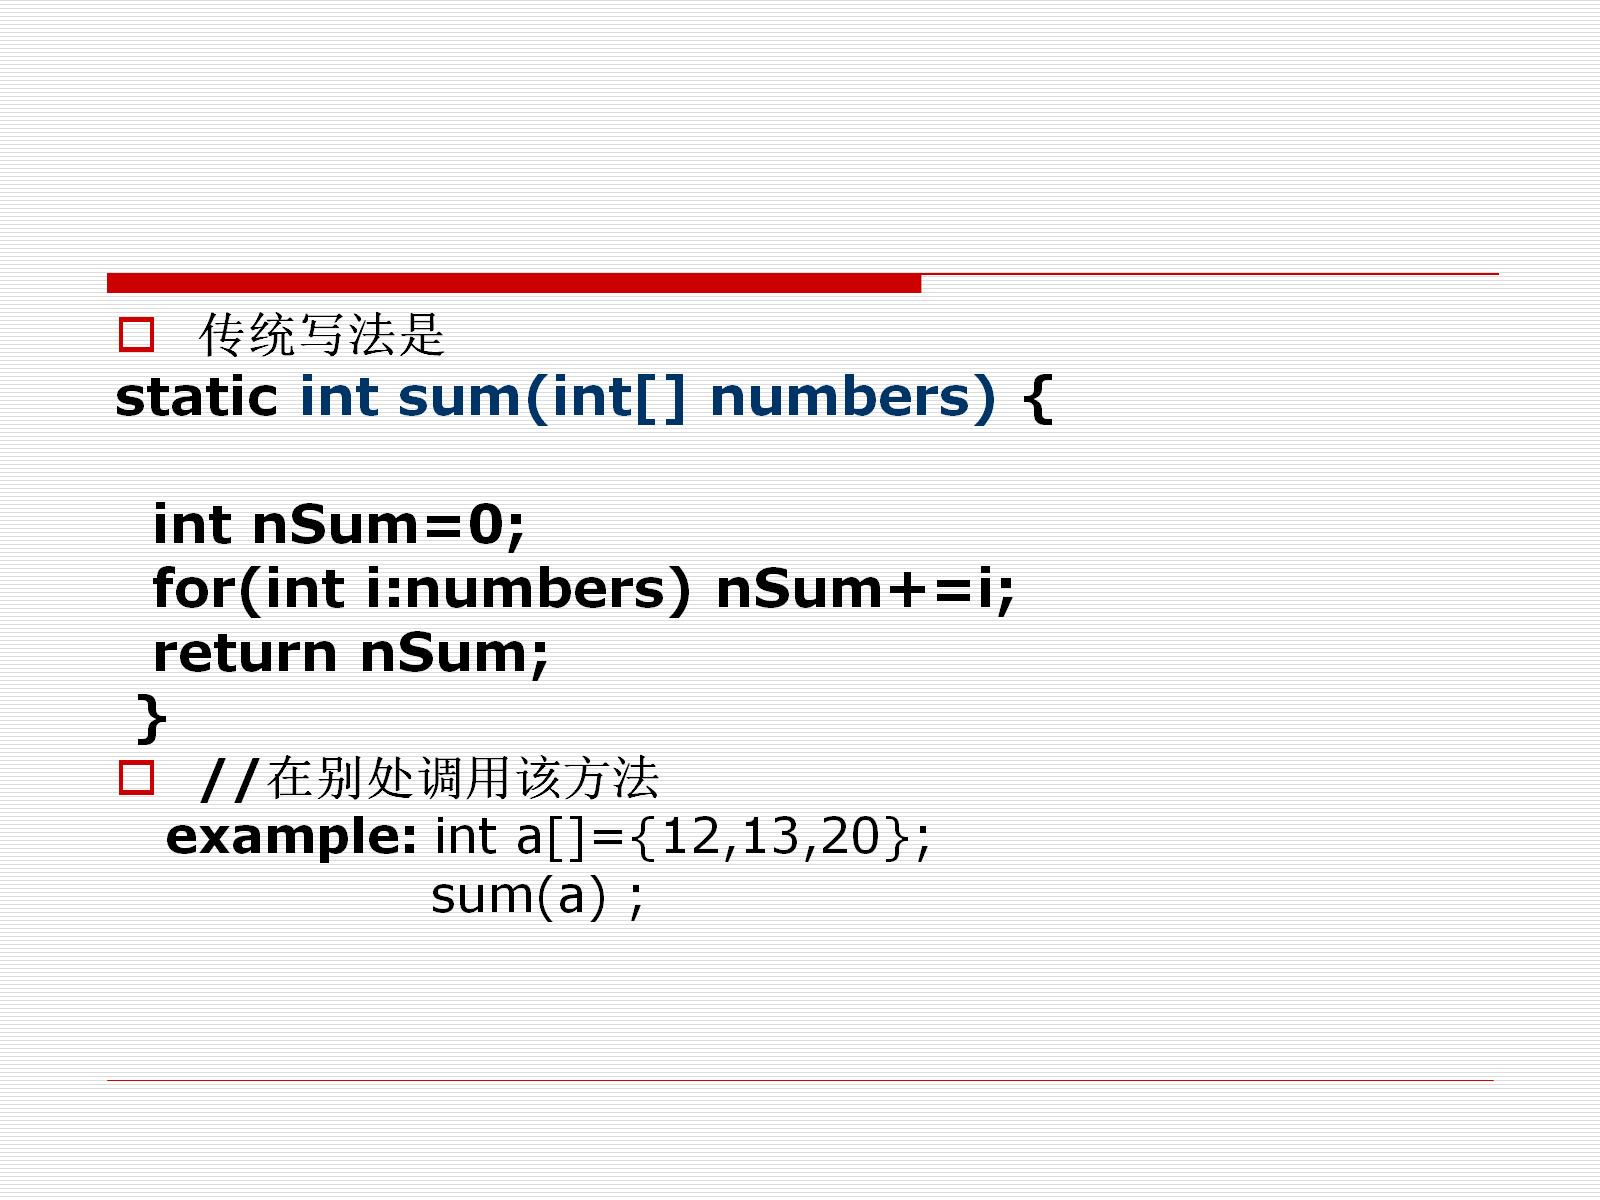 传统写法是
static int sum(int[] numbers) {
int nSum=0;
for(int i:numbers) nSum+=i;
return nSum;
}
//在别处调用该方法
example: int a[]={12,13,20};
sum(a) ;